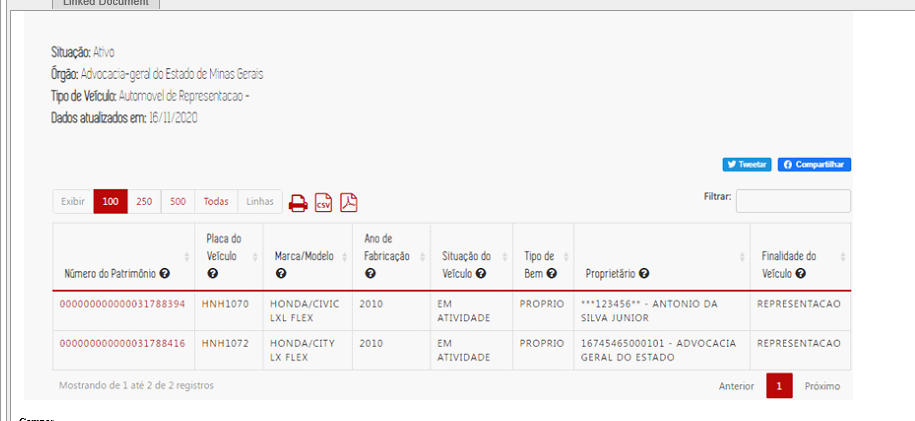 Linked Document
Situação: Ativo
Órgão: Advocacia-geral do Estado de Minas Gerais
Tipo de Veículo: Automovel de Representacao -
Dados atualizados em: 16/11/2020
Tweetar Compartilhar
Exibir 100 250 500 Todas Linhas CSV Filtrar:
Placa do Ano de
Veículo Marca/Modelo Fabricação Situação do Tipo de Finalidade do
Número do Patrimônio ? ? ? ? Veículo ? Bem ? Proprietário ? Veículo ?
000000000000031788394 HNH1070 HONDA/CIVIC 2010 EM PROPRIO ***123456** - ANTONIO DA REPRESENTACAO
LXL FLEX ATIVIDADE SILVA JUNIOR
000000000000031788416 HNH1072 HONDA/CITY 2010 EM PROPRIO 16745465000101 - ADVOCACIA REPRESENTACAO
LX FLEX ATIVIDADE GERAL DO ESTADO
Mostrando de 1 até 2 de 2 registros Anterior 1 Próximo